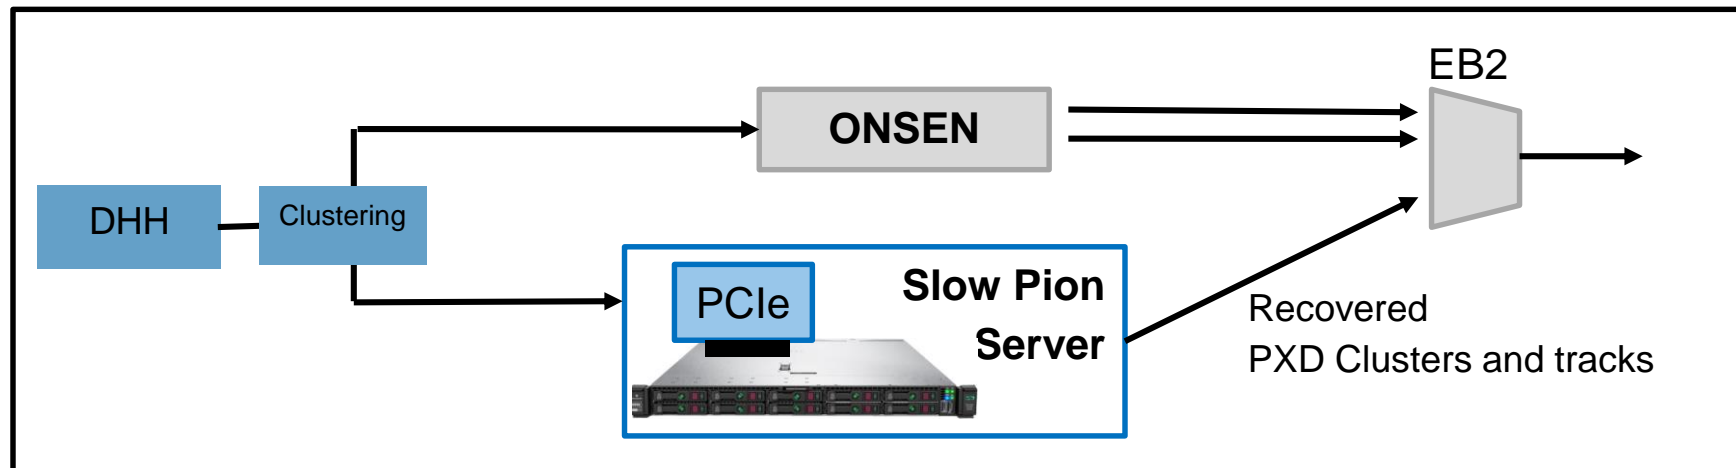 DHH
Clustering
ONSEN
EB2
PCIe
Slow Pion
Server
Recovered
PXD Clusters and tracks